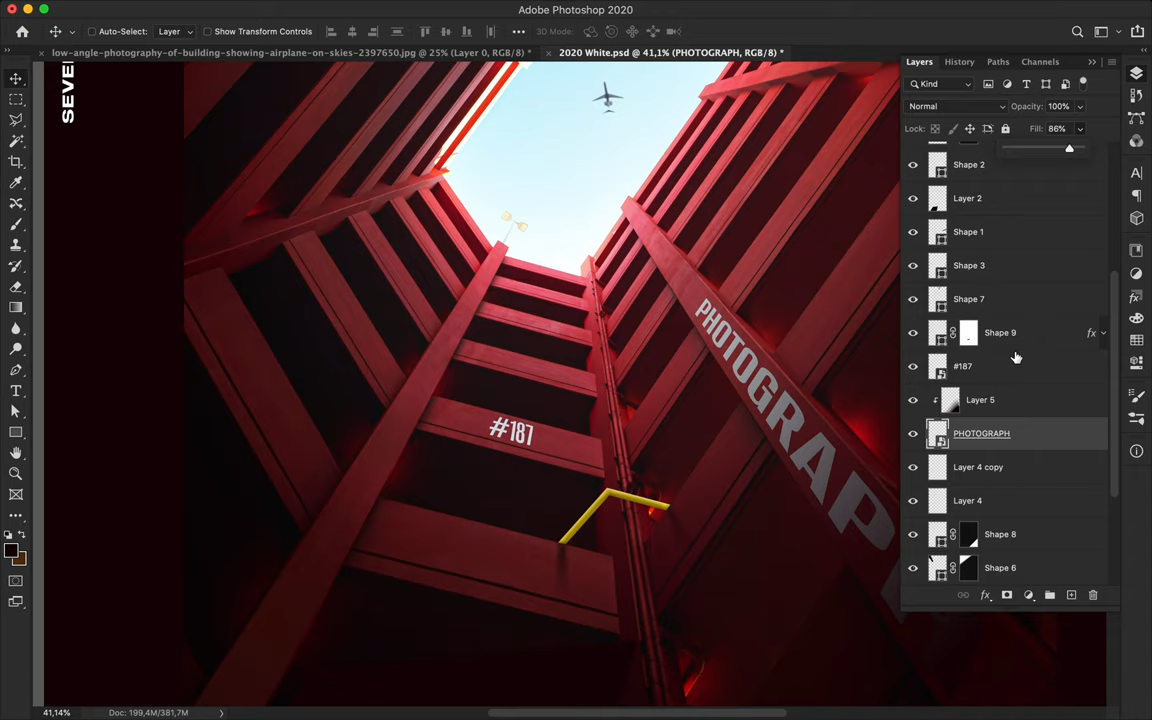 Adobe Photoshop 2020
Auto-Select: Layer Show Transform Controls 3D Mode:
low-angle-photography-of-building-showing-airplane-on-skies-2397650.jpg @ 25% (Layer 0, RGB/8) *
2020 White.psd @ 41,1% (PHOTOGRAPH, RGB/8) *
Layers History Paths Channels
Kind
Normal Opacity: 100%
Lock: Fill: 86%
Shape 2
Layer 2
Shape 1
Shape 3
Shape 7
Shape 9 fx
#187
Layer 5
PHOTOGRAPH
Layer 4 copy
Layer 4
Shape 8
Shape 6
SEVE
PHOTOGRAP
#187
41,14% Doc: 199,4M/381,7M